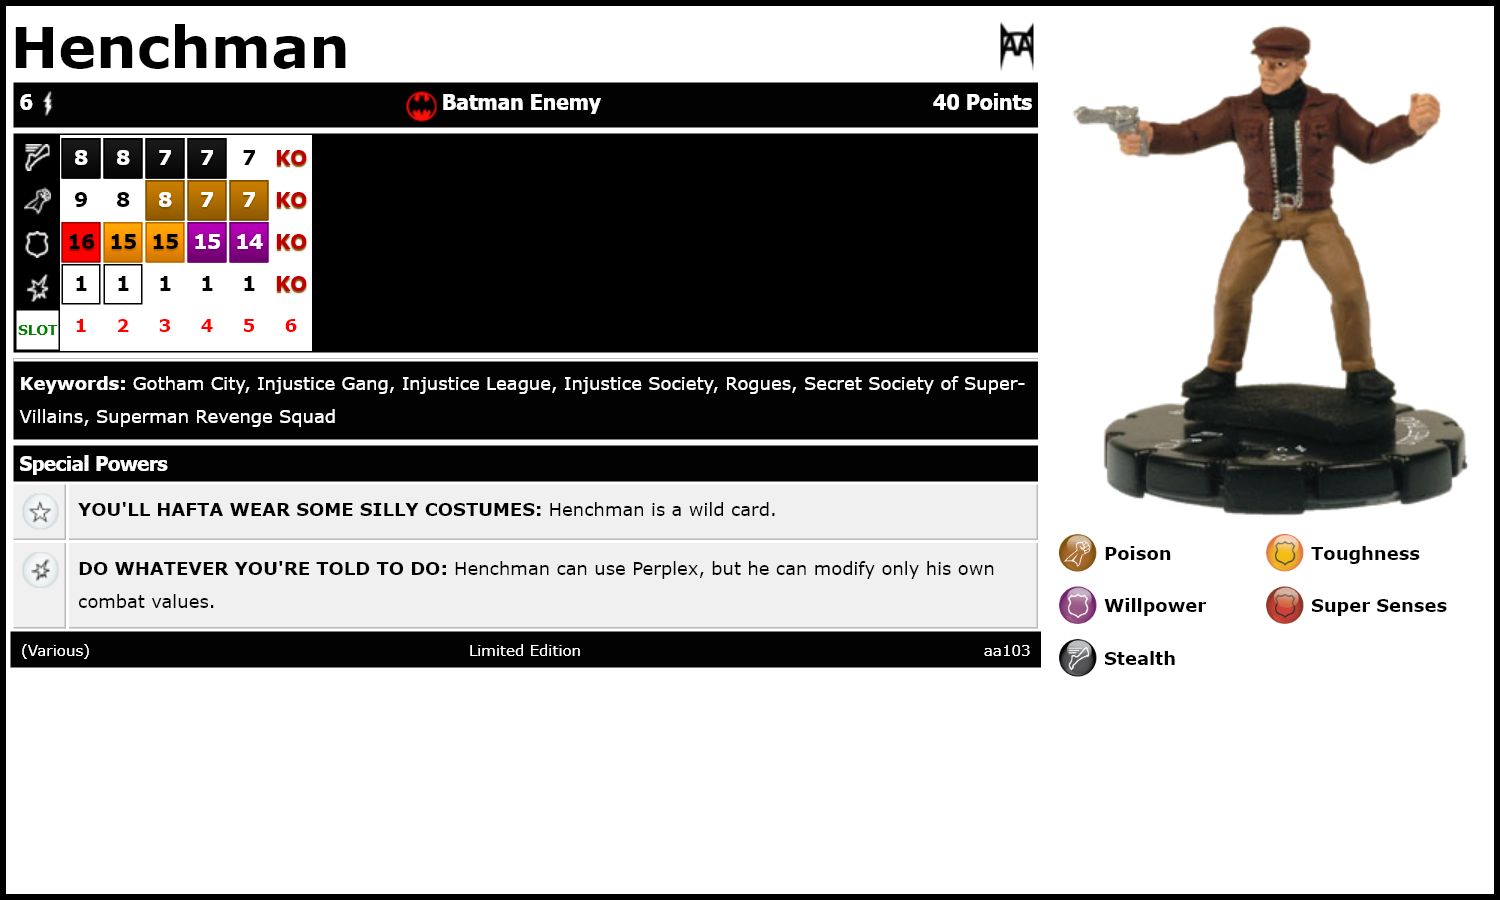 Henchman
AA
6 Batman Enemy 40 Points
8 8 7 7 7 KO
9 8 8 7 7 KO
16 15 15 15 14 KO
1 1 1 1 1 KO
SLOT 1 2 3 4 5 6
Keywords: Gotham City, Injustice Gang, Injustice League, Injustice Society, Rogues, Secret Society of Super-
Villains, Superman Revenge Squad
Special Powers
YOU'LL HAFTA WEAR SOME SILLY COSTUMES: Henchman is a wild card.
DO WHATEVER YOU'RE TOLD TO DO: Henchman can use Perplex, but he can modify only his own
combat values.
(Various) Limited Edition aa103
Poison Toughness
Willpower Super Senses
Stealth